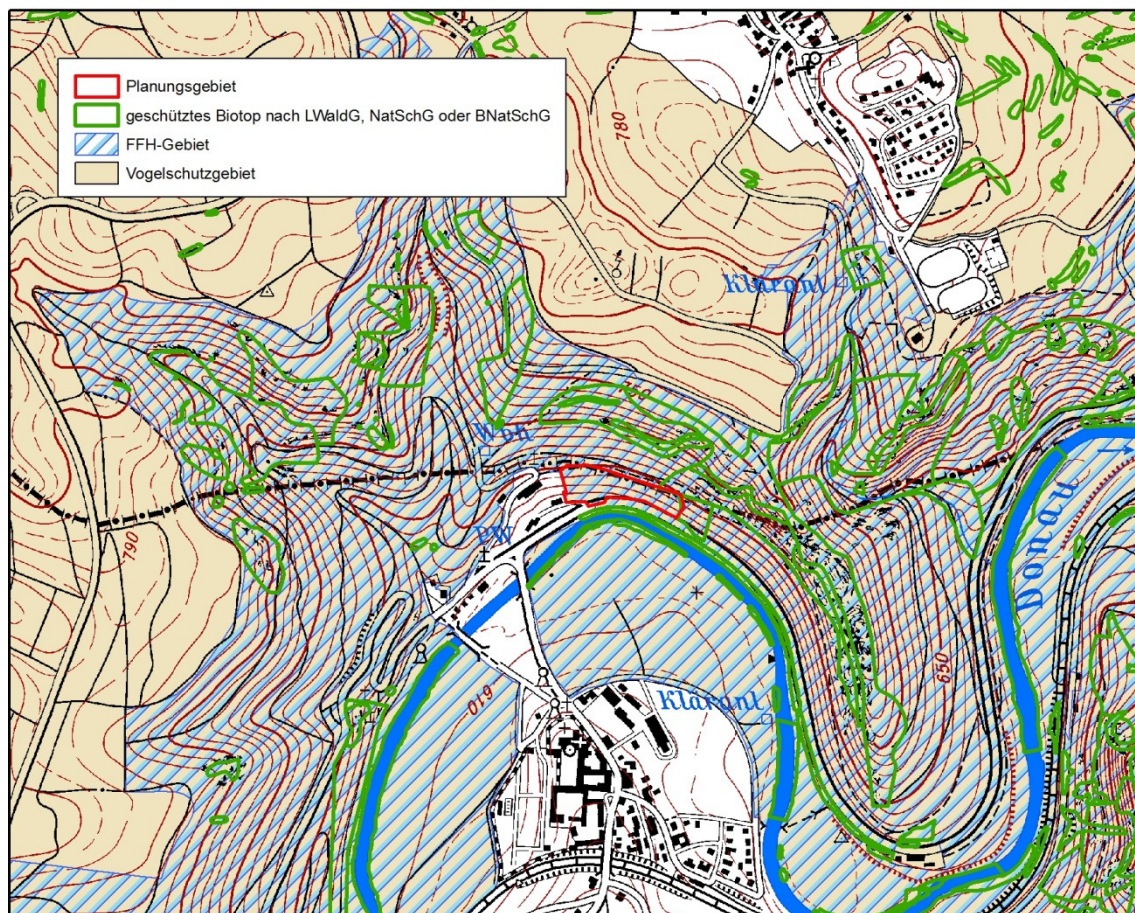 Planungsgebiet
geschütztes Biotop nach LWaldG, NatSchG oder BNatSchG
FFH-Gebiet
Vogelschutzgebiet
780
Kläranl
Wbh
PW
790
Donau
650
610
Kläranl